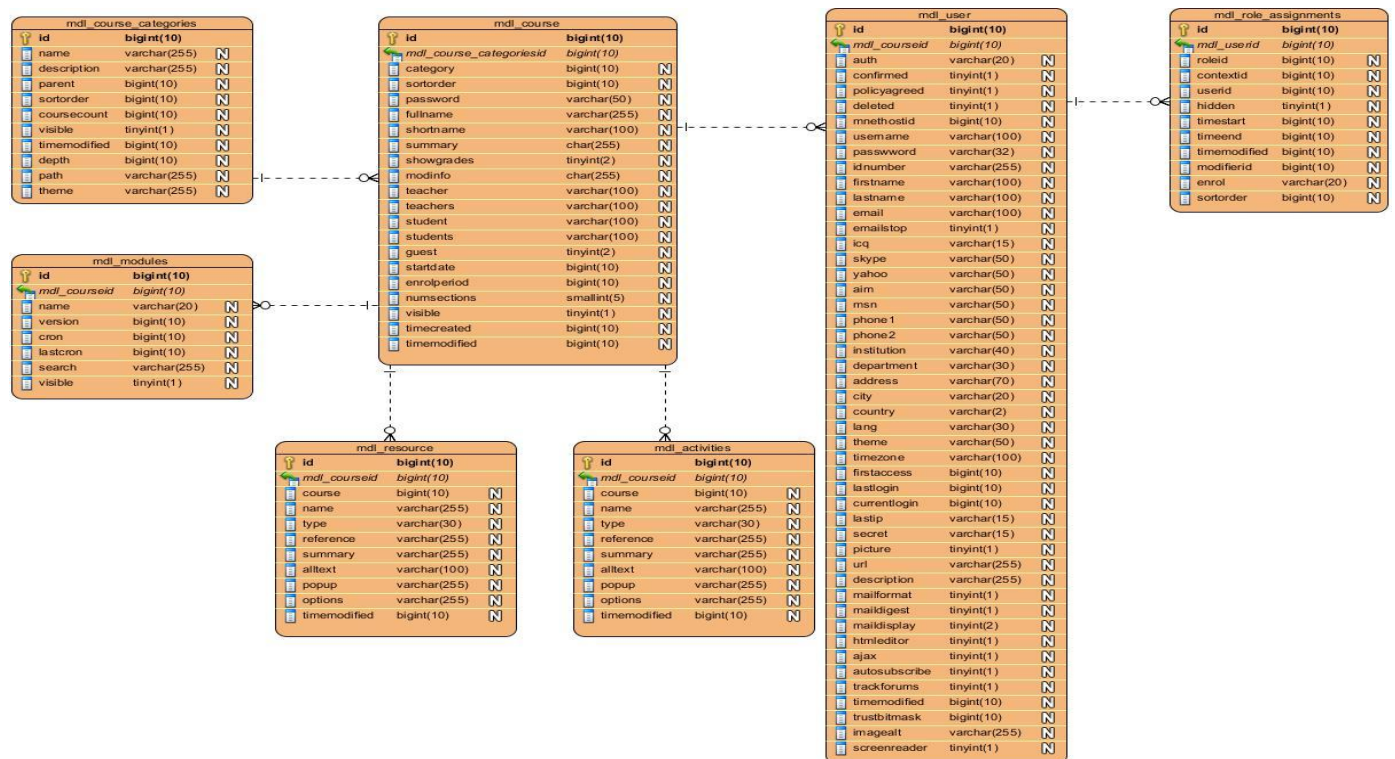 mdl_course_categories
id bigint(10)
name varchar(255) N
description varchar(255) N
parent bigint(10) N
sortorder bigint(10) N
coursecount bigint(10) N
visible tinyint(1) N
timemodified bigint(10) N
depth bigint(10) N
path varchar(255) N
theme varchar(255) N
mdl_course
id bigint(10)
mdl_course_categoriesid bigint(10)
category bigint(10) N
sortorder bigint(10) N
password varchar(50) N
fullname varchar(255) N
shortname varchar(100) N
summary char(255) N
showgrades tinyint(2) N
modinfo char(255) N
teacher varchar(100) N
teachers varchar(100) N
student varchar(100) N
students varchar(100) N
guest tinyint(2) N
startdate bigint(10) N
enrolperiod bigint(10) N
numsections smallint(5) N
visible tinyint(1) N
timecreated bigint(10) N
timemodified bigint(10) N
mdl_user
id bigint(10)
mdl_courseid bigint(10)
auth varchar(20) N
confirmed tinyint(1) N
policyagreed tinyint(1) N
deleted tinyint(1) N
mnethostid bigint(10) N
username varchar(100) N
passwword varchar(32) N
idnumber varchar(255) N
firstname varchar(100) N
lastname varchar(100) N
email varchar(100) N
emailstop tinyint(1) N
icq varchar(15) N
skype varchar(50) N
yahoo varchar(50) N
aim varchar(50) N
msn varchar(50) N
phone1 varchar(50) N
phone2 varchar(50) N
institution varchar(40) N
department varchar(30) N
address varchar(70) N
city varchar(20) N
country varchar(2) N
lang varchar(30) N
theme varchar(50) N
timezone varchar(100) N
firstaccess bigint(10) N
lastlogin bigint(10) N
currentlogin bigint(10) N
lastip varchar(15) N
secret varchar(15) N
picture tinyint(1) N
url varchar(255) N
description varchar(255) N
mailformat tinyint(1) N
maildigest tinyint(1) N
maildisplay tinyint(2) N
htmleditor tinyint(1) N
ajax tinyint(1) N
autosubscribe tinyint(1) N
trackforums tinyint(1) N
timemodified bigint(10) N
trustbitmask bigint(10) N
imagealt varchar(255) N
screenreader tinyint(1) N
mdl_role_assignments
id bigint(10)
mdl_userid bigint(10)
roleid bigint(10) N
contextid bigint(10) N
userid bigint(10) N
hidden tinyint(1) N
timestart bigint(10) N
timeend bigint(10) N
timemodified bigint(10) N
modifierid bigint(10) N
enrol varchar(20) N
sortorder bigint(10) N
mdl_modules
id bigint(10)
mdl_courseid bigint(10)
name varchar(20) N
version bigint(10) N
cron bigint(10) N
lastcron bigint(10) N
search varchar(255) N
visible tinyint(1) N
mdl_resource
id bigint(10)
mdl_courseid bigint(10)
course bigint(10) N
name varchar(255) N
type varchar(30) N
reference varchar(255) N
summary varchar(255) N
alltext varchar(100) N
popup varchar(255) N
options varchar(255) N
timemodified bigint(10) N
mdl_activities
id bigint(10)
mdl_courseid bigint(10)
course bigint(10) N
name varchar(255) N
type varchar(30) N
reference varchar(255) N
summary varchar(255) N
alltext varchar(100) N
popup varchar(255) N
options varchar(255) N
timemodified bigint(10) N